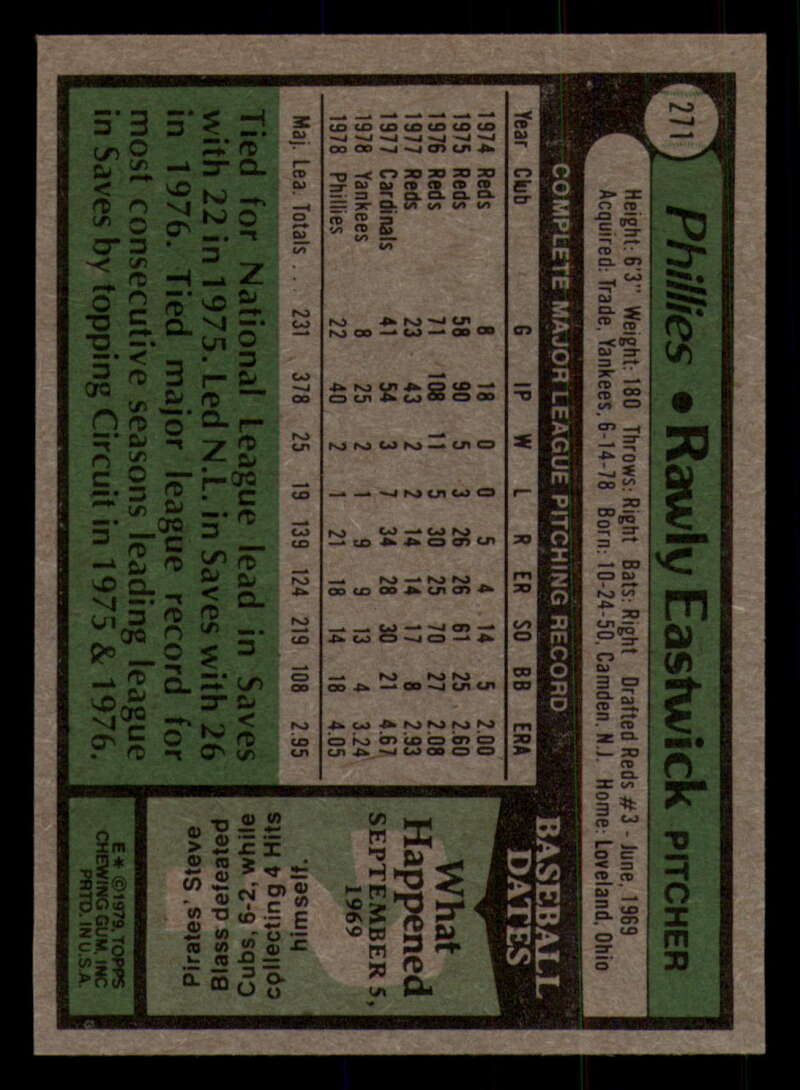 271
Phillies • Rawly Eastwick PITCHER
Height: 6'3" Weight: 180 Throws: Right Bats: Right Drafted Reds #3 - June, 1969
Acquired: Trade, Yankees, 6-14-78 Born: 10-24-50, Camden, N.J. Home: Loveland, Ohio
COMPLETE MAJOR LEAGUE PITCHING RECORD
Year Club G IP W L R ER SO BB ERA
1974 Reds 8 18 0 0 5 4 14 5 2.00
1975 Reds 58 90 5 3 26 26 61 25 2.60
1976 Reds 71 108 11 5 30 25 70 27 2.08
1977 Reds 23 43 2 2 14 14 17 8 2.93
1977 Cardinals 41 54 3 7 34 28 30 21 4.67
1978 Yankees 8 25 2 1 9 9 13 4 3.24
1978 Phillies 22 40 2 1 21 18 14 18 4.05
Maj. Lea. Totals ... 231 378 25 19 139 124 219 108 2.95
Tied for National League lead in Saves
with 22 in 1975. Led N.L. in Saves with 26
in 1976. Tied major league record for
most consecutive seasons leading league
in Saves by topping Circuit in 1975 & 1976.
BASEBALL
DATES
What
Happened
SEPTEMBER 5,
1969
Pirates' Steve
Blass defeated
Cubs, 6-2, while
collecting 4 Hits
himself.
E* ©1979, TOPPS
CHEWING GUM, INC
PRTD. IN U.S.A.